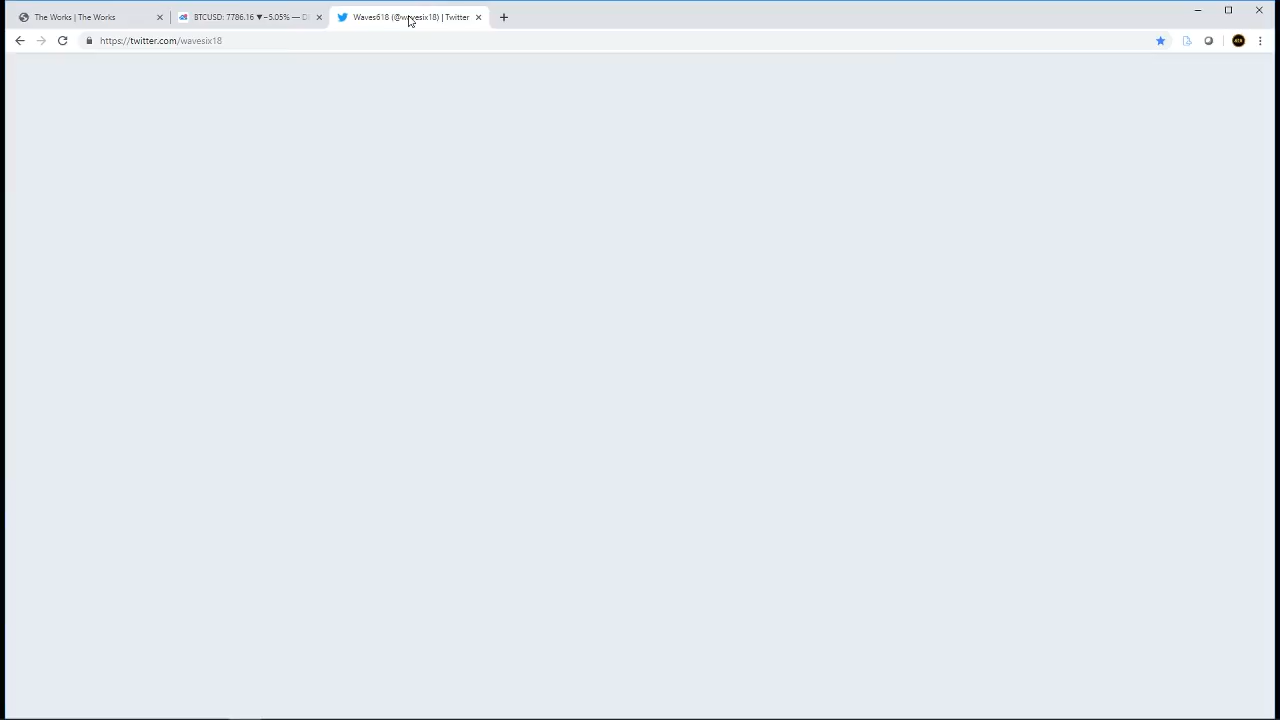 The Works | The Works
BTCUSD: 7786.16 ▼−5.05% — D
Waves618 (@wavesix18) | Twitter
https://twitter.com/wavesix18